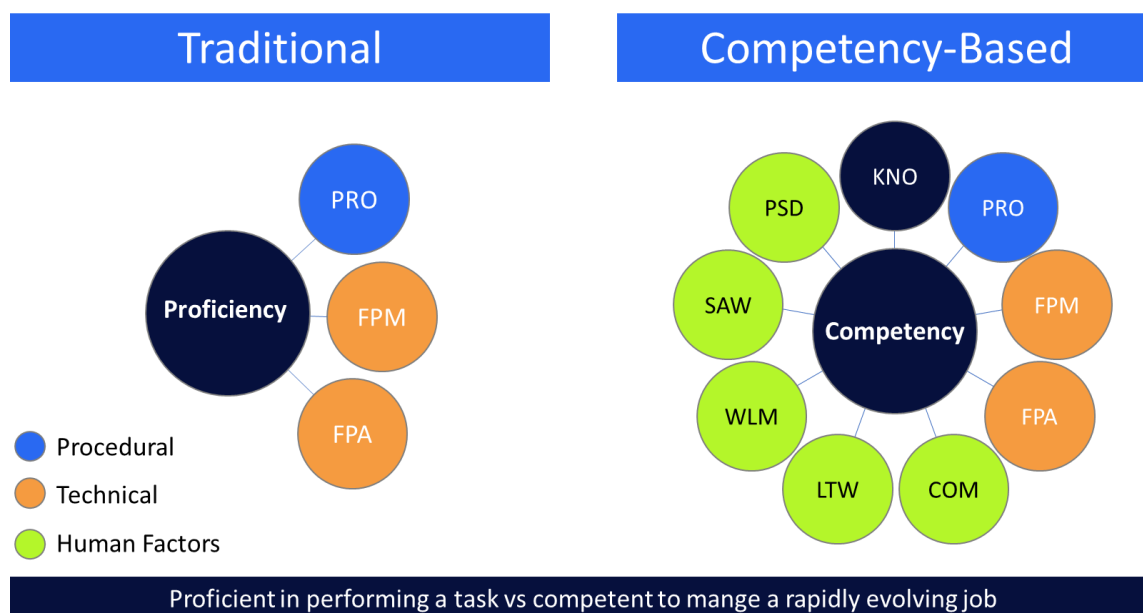 Traditional
PRO
Proficiency
FPM
FPA
Procedural
Technical
Human Factors
Competency-Based
KNO
PSD
PRO
SAW
FPM
Competency
WLM
FPA
LTW
COM
Proficient in performing a task vs competent to mange a rapidly evolving job